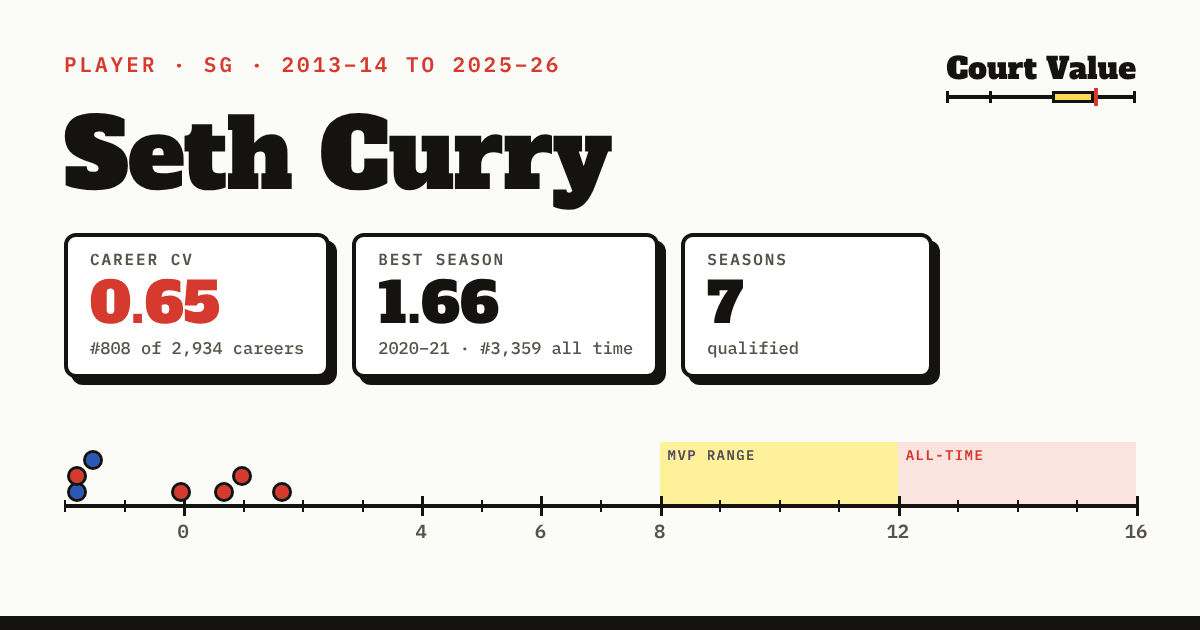 PLAYER · SG · 2013–14 TO 2025–26
Court Value
Seth Curry
CAREER CV
0.65
#808 of 2,934 careers
BEST SEASON
1.66
2020–21 · #3,359 all time
SEASONS
7
qualified
MVP RANGE
ALL-TIME
0 4 6 8 12 16